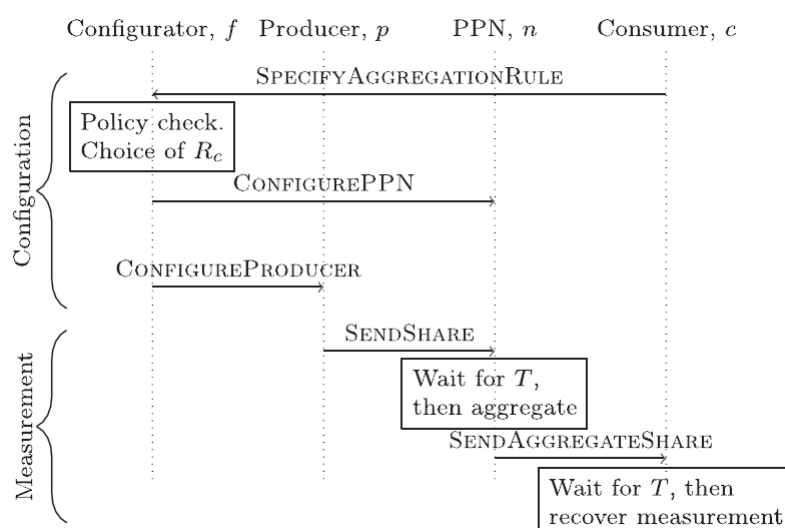 Configurator, f Producer, p PPN, n Consumer, c
SPECIFYAGGREGATIONRULE
Policy check.
Choice of R_c
CONFIGUREPPN
CONFIGUREPRODUCER
Configuration
SENDSHARE
Wait for T,
then aggregate
SENDAGGREGATESHARE
Wait for T, then
recover measurement
Measurement